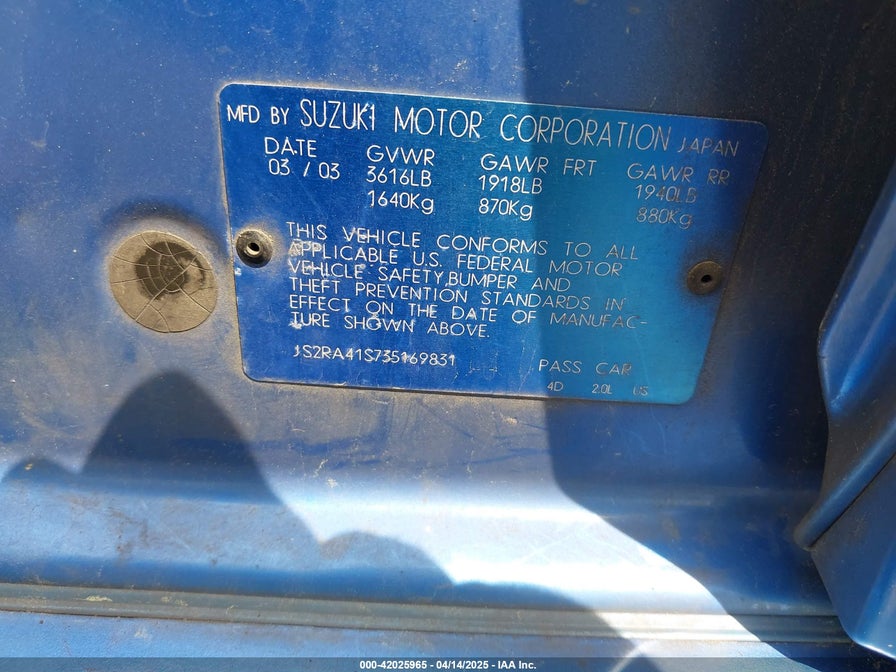 MFD BY SUZUKI MOTOR CORPORATION JAPAN
DATE GVWR GAWR FRT GAWR RR
03 / 03 3616LB 1918LB 1940LB
1640Kg 870Kg 880Kg
THIS VEHICLE CONFORMS TO ALL
APPLICABLE U.S. FEDERAL MOTOR
VEHICLE SAFETY,BUMPER AND
THEFT PREVENTION STANDARDS IN
EFFECT ON THE DATE OF MANUFAC-
TURE SHOWN ABOVE.
JS2RA41S735169831 PASS CAR
4D 2.0L US
000-42025965 - 04/14/2025 - IAA Inc.